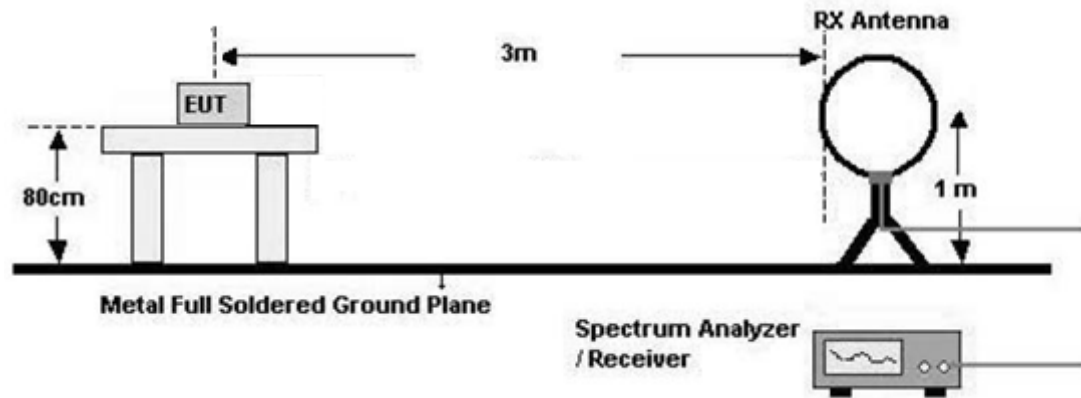 RX Antenna
3m
EUT
80cm
1 m
Metal Full Soldered Ground Plane
Spectrum Analyzer
/ Receiver